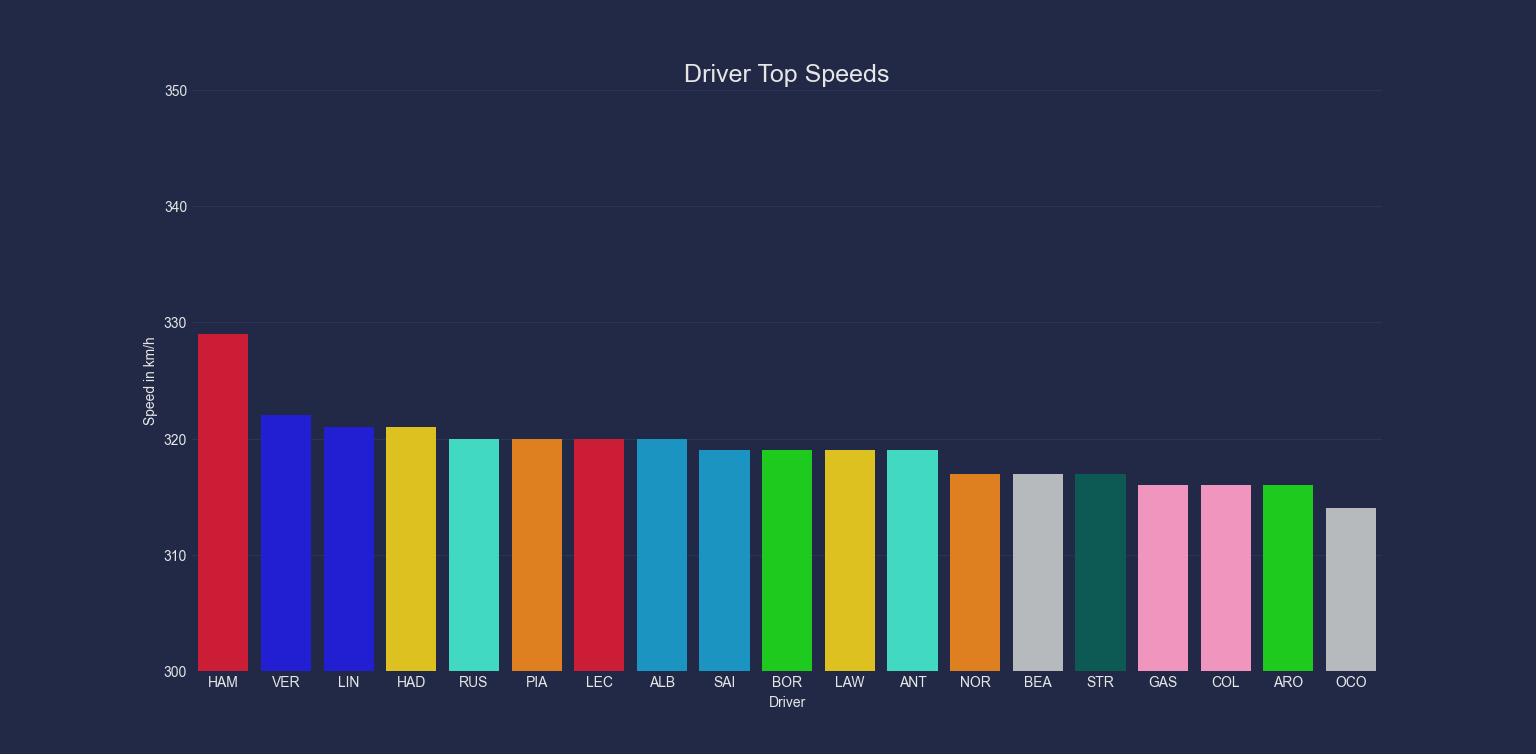 Driver Top Speeds
350
340
330
320
310
300
Speed in km/h
HAM VER LIN HAD RUS PIA LEC ALB SAI BOR LAW ANT NOR BEA STR GAS COL ARO OCO
Driver